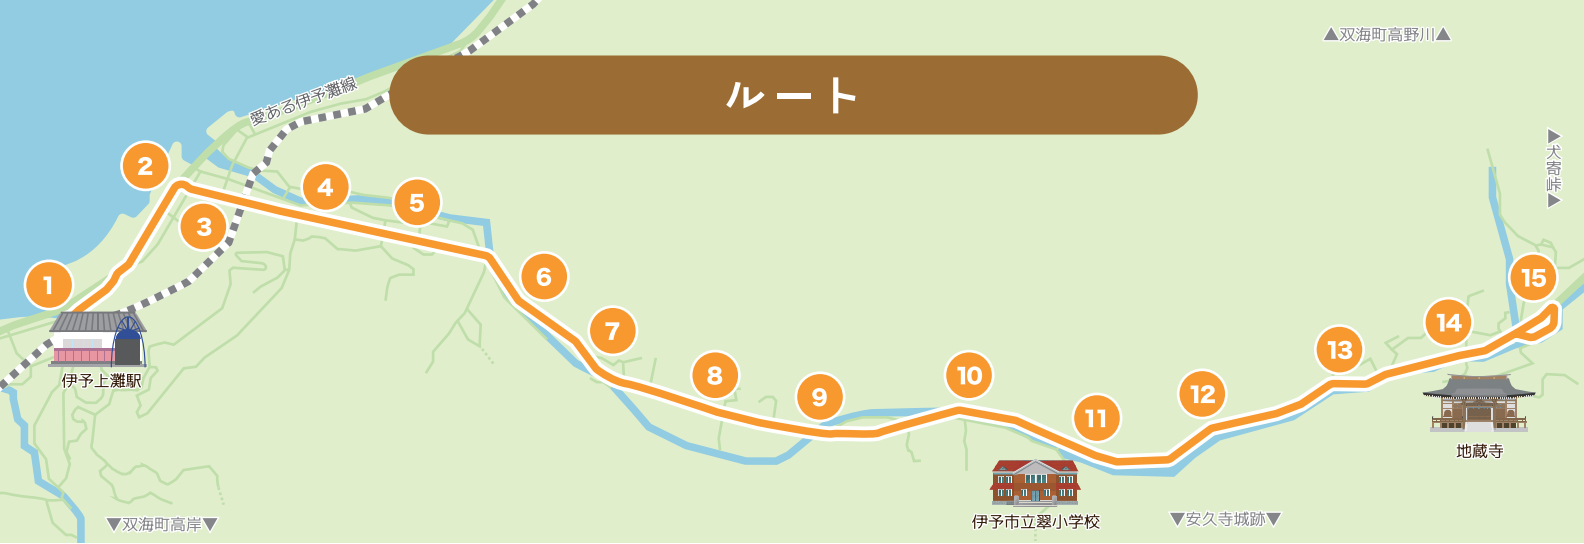 ルート
▲双海町高野川▲
愛ある伊予灘線
▲犬寄峠▼
2
4
5
3
1
6
伊予上灘駅
7
8
9
10
11
12
13
14
15
地蔵寺
伊予市立翠小学校
▼双海町高岸▼
▼安久寺城跡▼